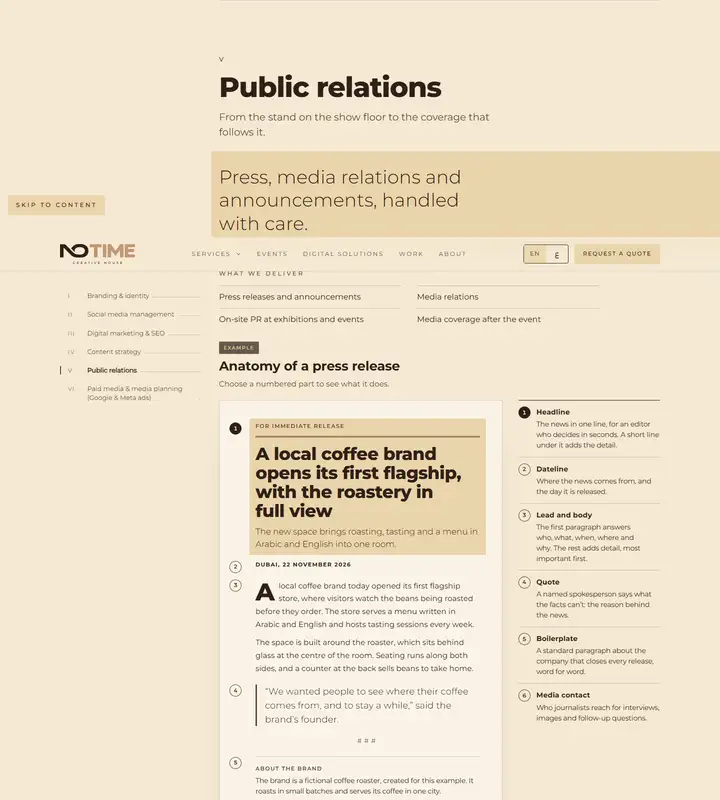 V
Public relations
From the stand on the show floor to the coverage that
follows it.
Press, media relations and
announcements, handled
with care.
SKIP TO CONTENT
NOTIME
CREATIVE HOUSE
SERVICES
EVENTS
DIGITAL SOLUTIONS
WORK
ABOUT
EN
ع
REQUEST A QUOTE
WHAT WE DELIVER
Press releases and announcements
Media relations
On-site PR at exhibitions and events
Media coverage after the event
I Branding & identity
II Social media management
III Digital marketing & SEO
IV Content strategy
V Public relations
VI Paid media & media planning
(Google & Meta ads)
EXAMPLE
Anatomy of a press release
Choose a numbered part to see what it does.
1
FOR IMMEDIATE RELEASE
A local coffee brand
opens its first flagship,
with the roastery in
full view
The new space brings roasting, tasting and a menu in
Arabic and English into one room.
2 DUBAI, 22 NOVEMBER 2026
3 A local coffee brand today opened its first flagship
store, where visitors watch the beans being roasted
before they order. The store serves a menu written in
Arabic and English and hosts tasting sessions every week.
The space is built around the roaster, which sits behind
glass at the centre of the room. Seating runs along both
sides, and a counter at the back sells beans to take home.
4 “We wanted people to see where their coffee
comes from, and to stay a while,” said the
brand’s founder.
# # #
5 ABOUT THE BRAND
The brand is a fictional coffee roaster, created for this example. It
roasts in small batches and serves its coffee in one city.
1 Headline
The news in one line, for an editor
who decides in seconds. A short line
under it adds the detail.
2 Dateline
Where the news comes from, and
the day it is released.
3 Lead and body
The first paragraph answers
who, what, when, where and
why. The rest adds detail, most
important first.
4 Quote
A named spokesperson says what
the facts can’t: the reason behind
the news.
5 Boilerplate
A standard paragraph about the
company that closes every release,
word for word.
6 Media contact
Who journalists reach for interviews,
images and follow-up questions.